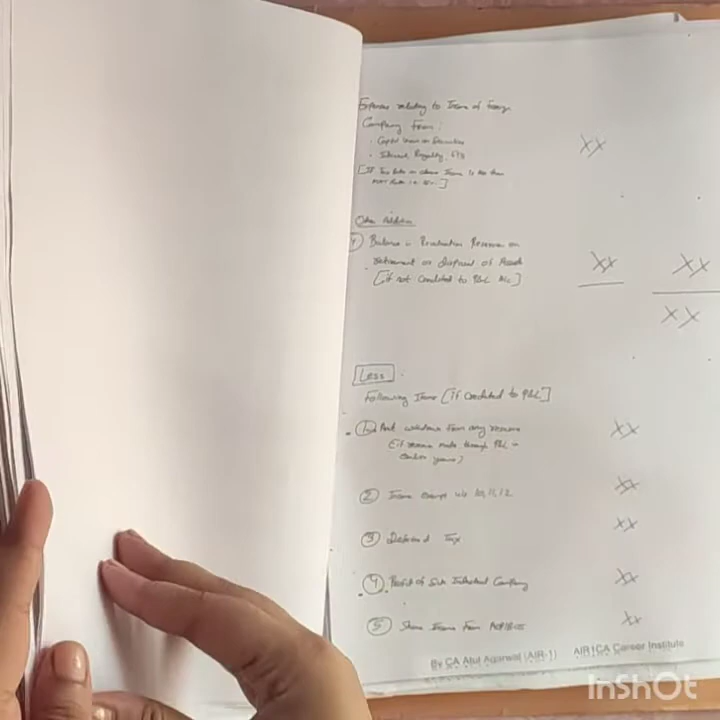 Expenses relating to Income of Foreign
Company From:
· Capital Gain on Securities
· Interest, Royalty, FTS
[If Tax Rate on above Income is less than
MAT Rate i.e. 15%]
XX
Other Addition
Balance in Revaluation Reserve on
retirement or disposal of Assets
[if not Credited to P&L A/c]
XX XX
XX
Less
Following Items [if Credited to P&L]
① Amt withdrawn From any reserve XX
[if reserve made through P&L in
earlier years]
② Income exempt u/s 10, 11, 12 XX
③ Deferred Tax XX
④ Profit of Sick Industrial Company XX
⑤ Share Income From AOP/BOI XX
By CA Atul Agarwal (AIR-1) AIR1CA Career Institute
InShOt